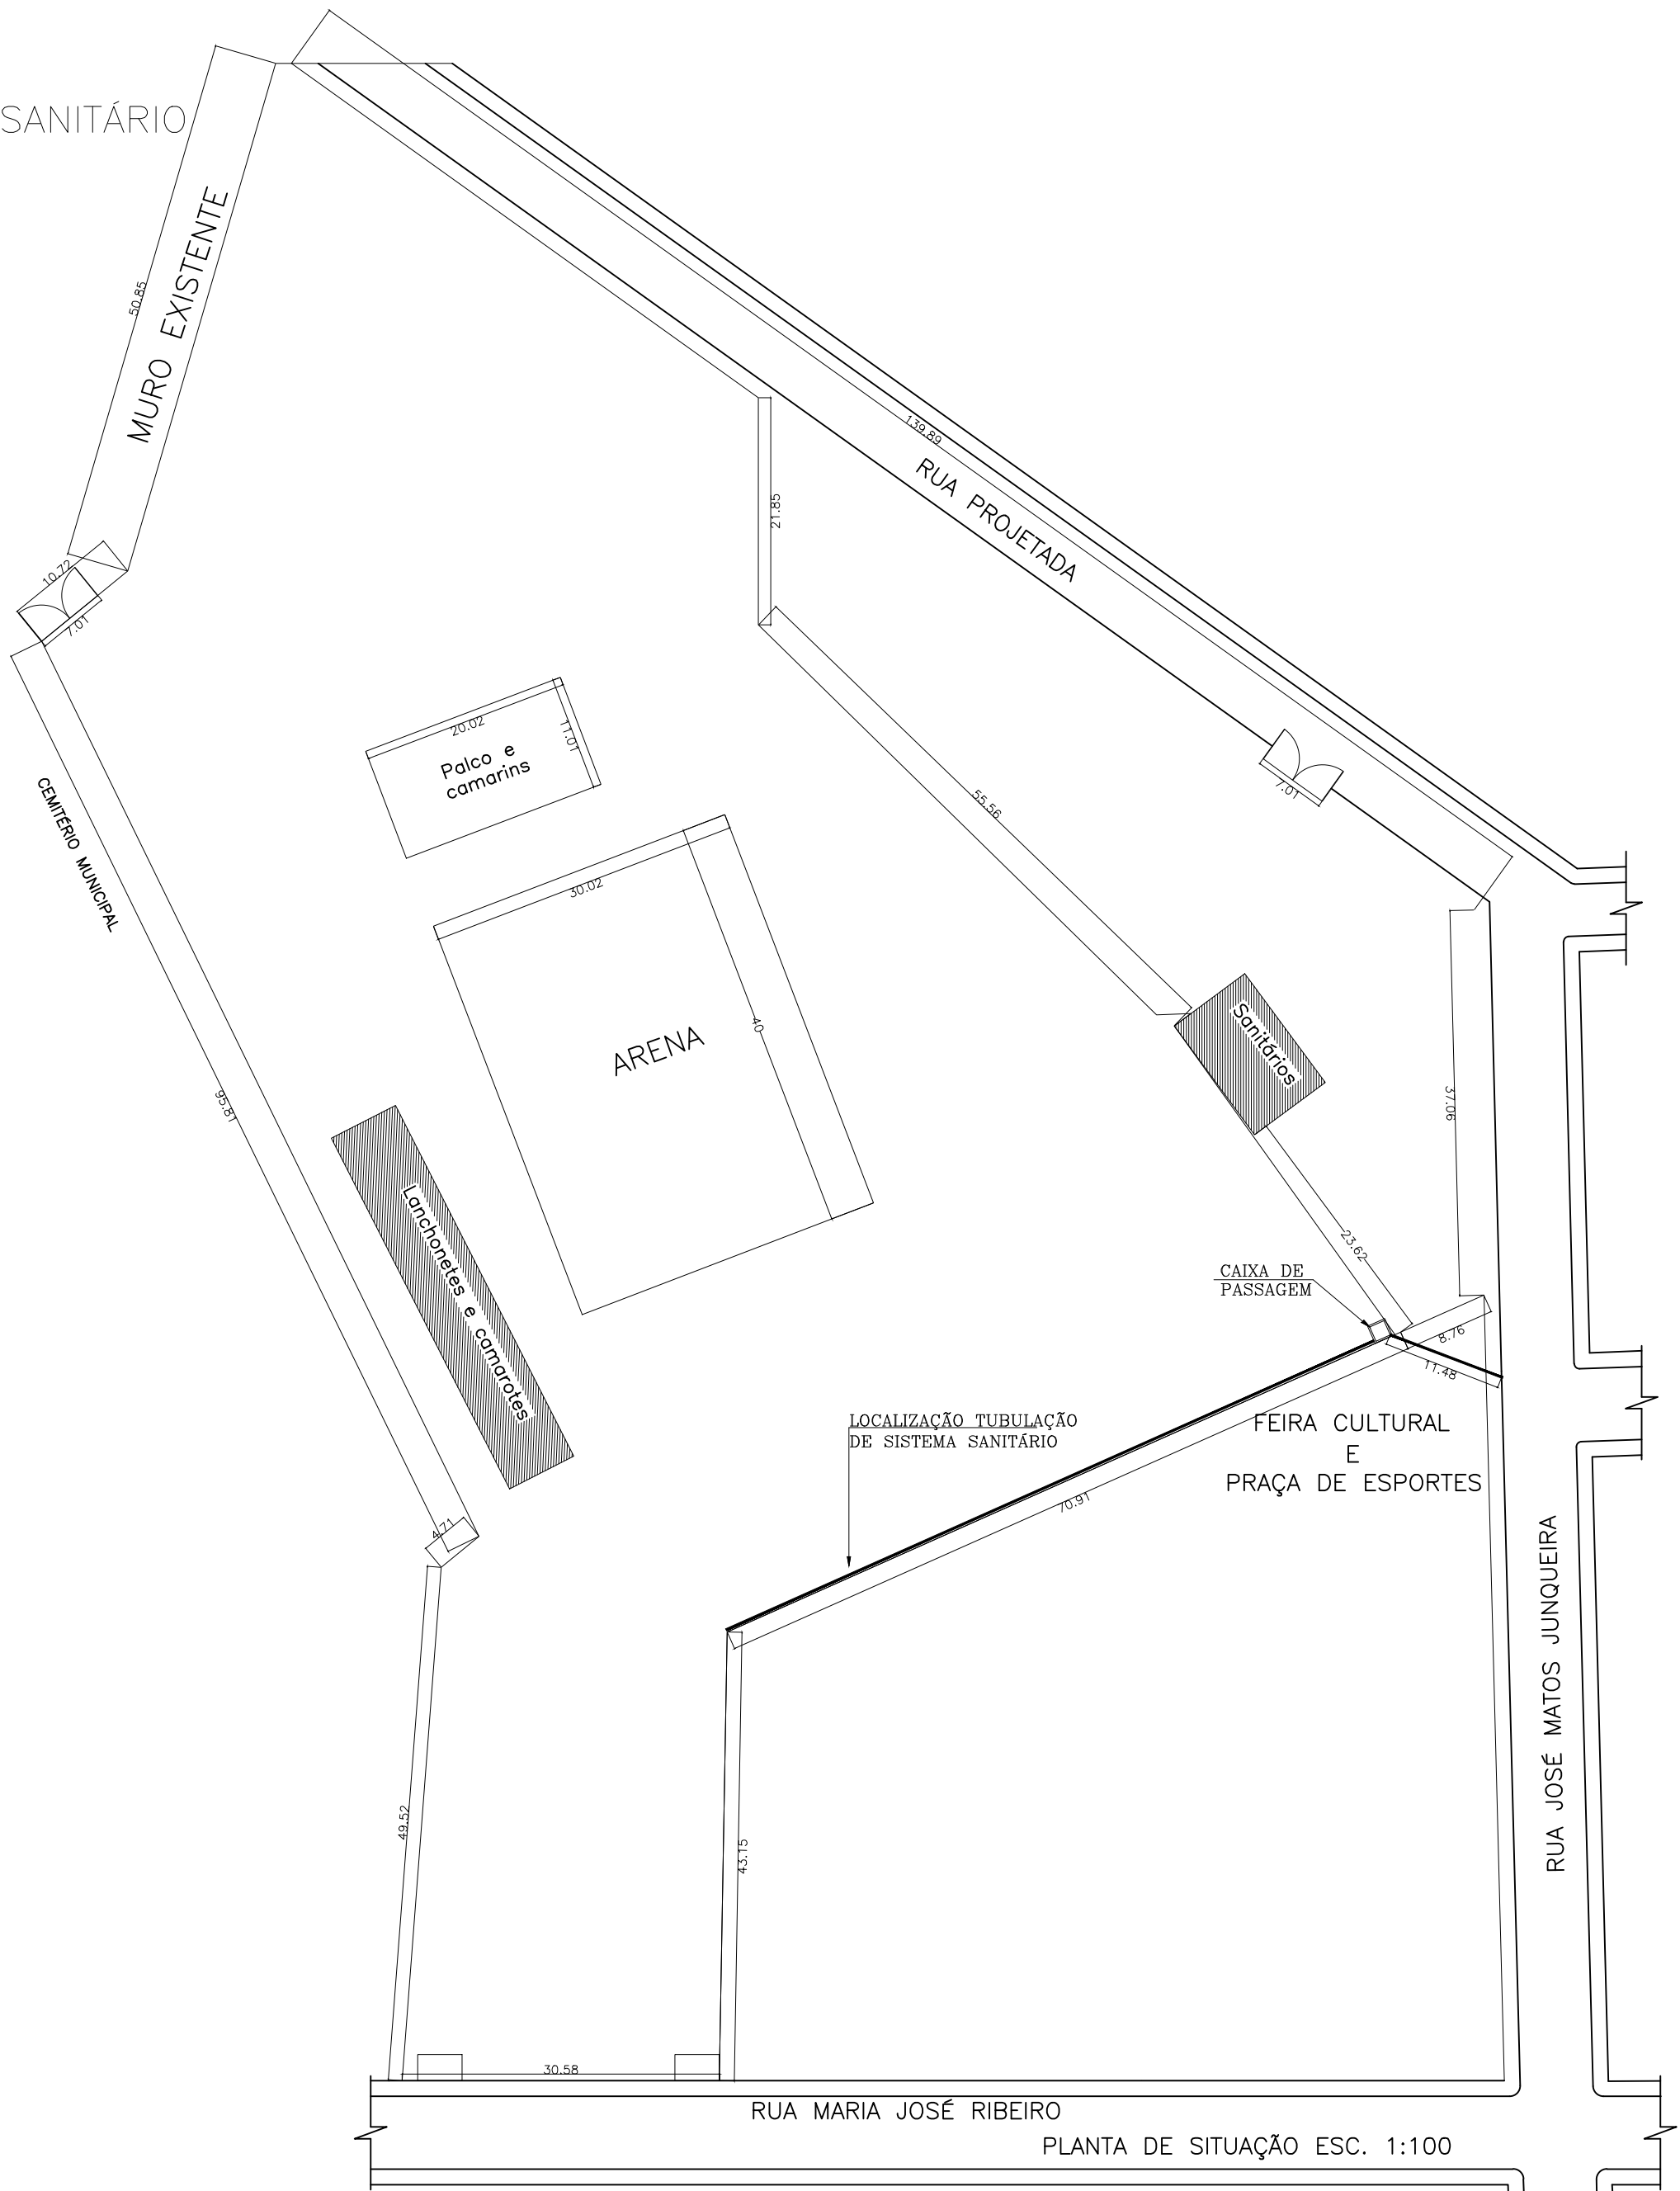 SANITÁRIO
MURO EXISTENTE
50.85
139.89
RUA PROJETADA
21.85
10.72
7.01
20.02
11.01
Palco e
camarins
7.01
55.56
CEMITÉRIO MUNICIPAL
30.02
40
ARENA
Sanitários
37.06
95.81
Lanchonetes e camarotes
23.62
CAIXA DE
PASSAGEM
8.76
11.48
LOCALIZAÇÃO TUBULAÇÃO
DE SISTEMA SANITÁRIO
FEIRA CULTURAL
E
PRAÇA DE ESPORTES
70.91
4.71
RUA JOSÉ MATOS JUNQUEIRA
49.52
43.15
30.58
RUA MARIA JOSÉ RIBEIRO
PLANTA DE SITUAÇÃO ESC. 1:100